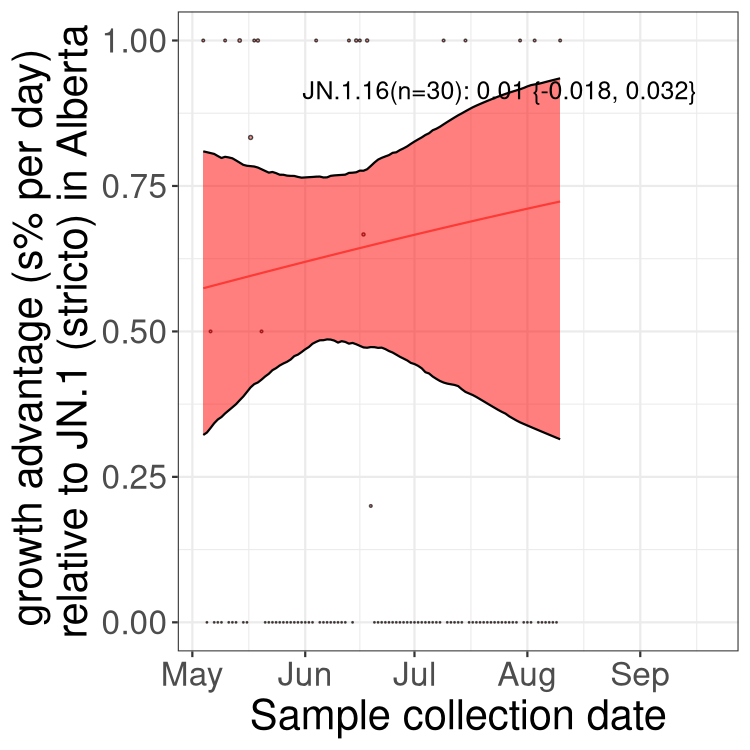 growth advantage (s% per day)
relative to JN.1 (stricto) in Alberta
1.00
0.75
0.50
0.25
0.00
JN.1.16(n=30): 0.01 {-0.018, 0.032}
May Jun Jul Aug Sep
Sample collection date